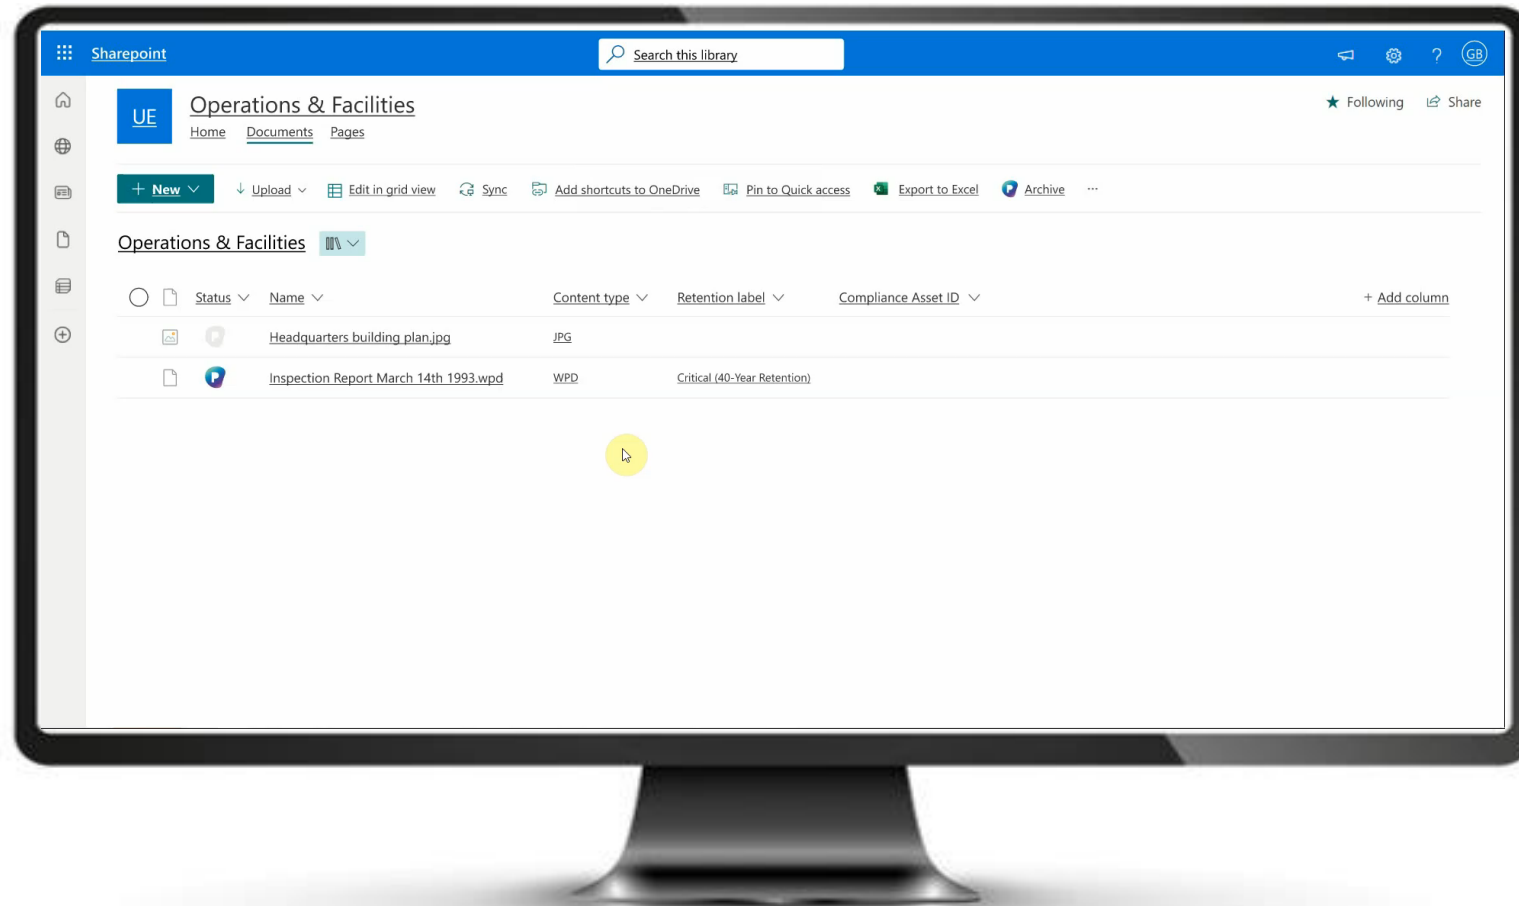 Sharepoint
Search this library
? GB
UE
Operations & Facilities
Following Share
Home Documents Pages
+ New Upload Edit in grid view Sync Add shortcuts to OneDrive Pin to Quick access Export to Excel Archive ...
Operations & Facilities
Status Name Content type Retention label Compliance Asset ID + Add column
Headquarters building plan.jpg JPG
Inspection Report March 14th 1993.wpd WPD Critical (40-Year Retention)